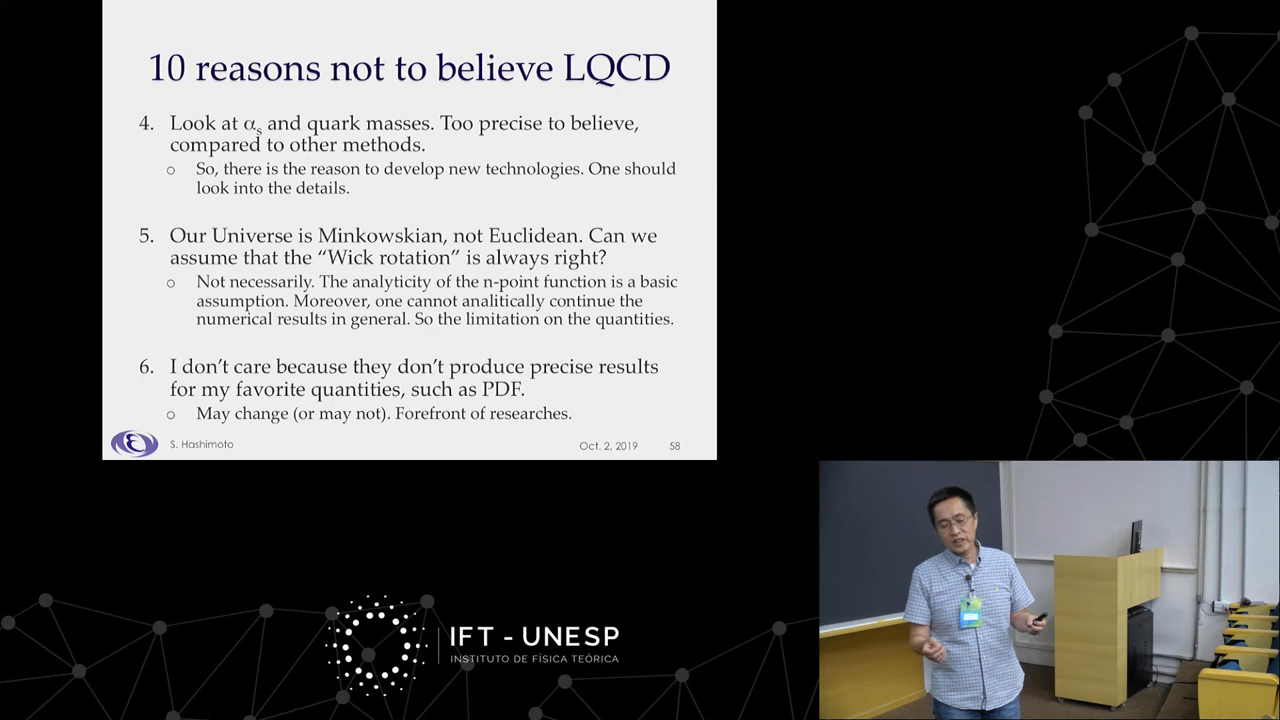 10 reasons not to believe LQCD
4. Look at αs and quark masses. Too precise to believe,
compared to other methods.
o So, there is the reason to develop new technologies. One should
look into the details.
5. Our Universe is Minkowskian, not Euclidean. Can we
assume that the “Wick rotation” is always right?
o Not necessarily. The analyticity of the n-point function is a basic
assumption. Moreover, one cannot analitically continue the
numerical results in general. So the limitation on the quantities.
6. I don’t care because they don’t produce precise results
for my favorite quantities, such as PDF.
o May change (or may not). Forefront of researches.
S. Hashimoto
Oct. 2, 2019
58
IFT - UNESP
INSTITUTO DE FÍSICA TEÓRICA